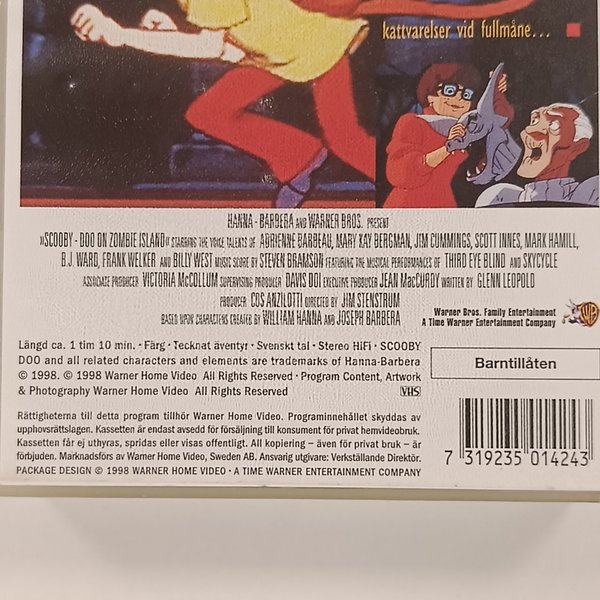 kattvarelser vid fullmåne...
HANNA - BARBERA AND WARNER BROS. PRESENT
»SCOOBY - DOO ON ZOMBIE ISLAND« STARRING THE VOICE TALENTS OF ADRIENNE BARBEAU, MARY KAY BERGMAN, JIM CUMMINGS, SCOTT INNES, MARK HAMILL,
B.J. WARD, FRANK WELKER AND BILLY WEST MUSIC SCORE BY STEVEN BRAMSON FEATURING THE MUSICAL PERFORMANCES OF THIRD EYE BLIND AND SKYCYCLE
ASSOCIATE PRODUCER VICTORIA McCOLLUM SUPERVISING PRODUCER DAVIS DOI EXECUTIVE PRODUCER JEAN MacCURDY WRITTEN BY GLENN LEOPOLD
PRODUCER COS ANZILOTTI DIRECTED BY JIM STENSTRUM
BASED UPON CHARACTERS CREATED BY WILLIAM HANNA AND JOSEPH BARBERA
Warner Bros. Family Entertainment
A Time Warner Entertainment Company
WB
Längd ca. 1 tim 10 min. • Färg • Tecknat äventyr • Svenskt tal • Stereo HiFi • SCOOBY
DOO and all related characters and elements are trademarks of Hanna-Barbera
© 1998. © 1998 Warner Home Video All Rights Reserved • Program Content, Artwork
& Photography Warner Home Video All Rights Reserved
VHS
Barntillåten
Rättigheterna till detta program tillhör Warner Home Video. Programinnehållet skyddas av
upphovsrättslagen. Kassetten är endast avsedd för försäljning till konsument för privat hemvideobruk.
Kassetten får ej uthyras, spridas eller visas offentligt. All kopiering – även för privat bruk – är
förbjuden. Marknadsförs av Warner Home Video, Sweden AB. Ansvarig utgivare: Verkställande Direktör.
PACKAGE DESIGN © 1998 WARNER HOME VIDEO • A TIME WARNER ENTERTAINMENT COMPANY
7 319235 014243